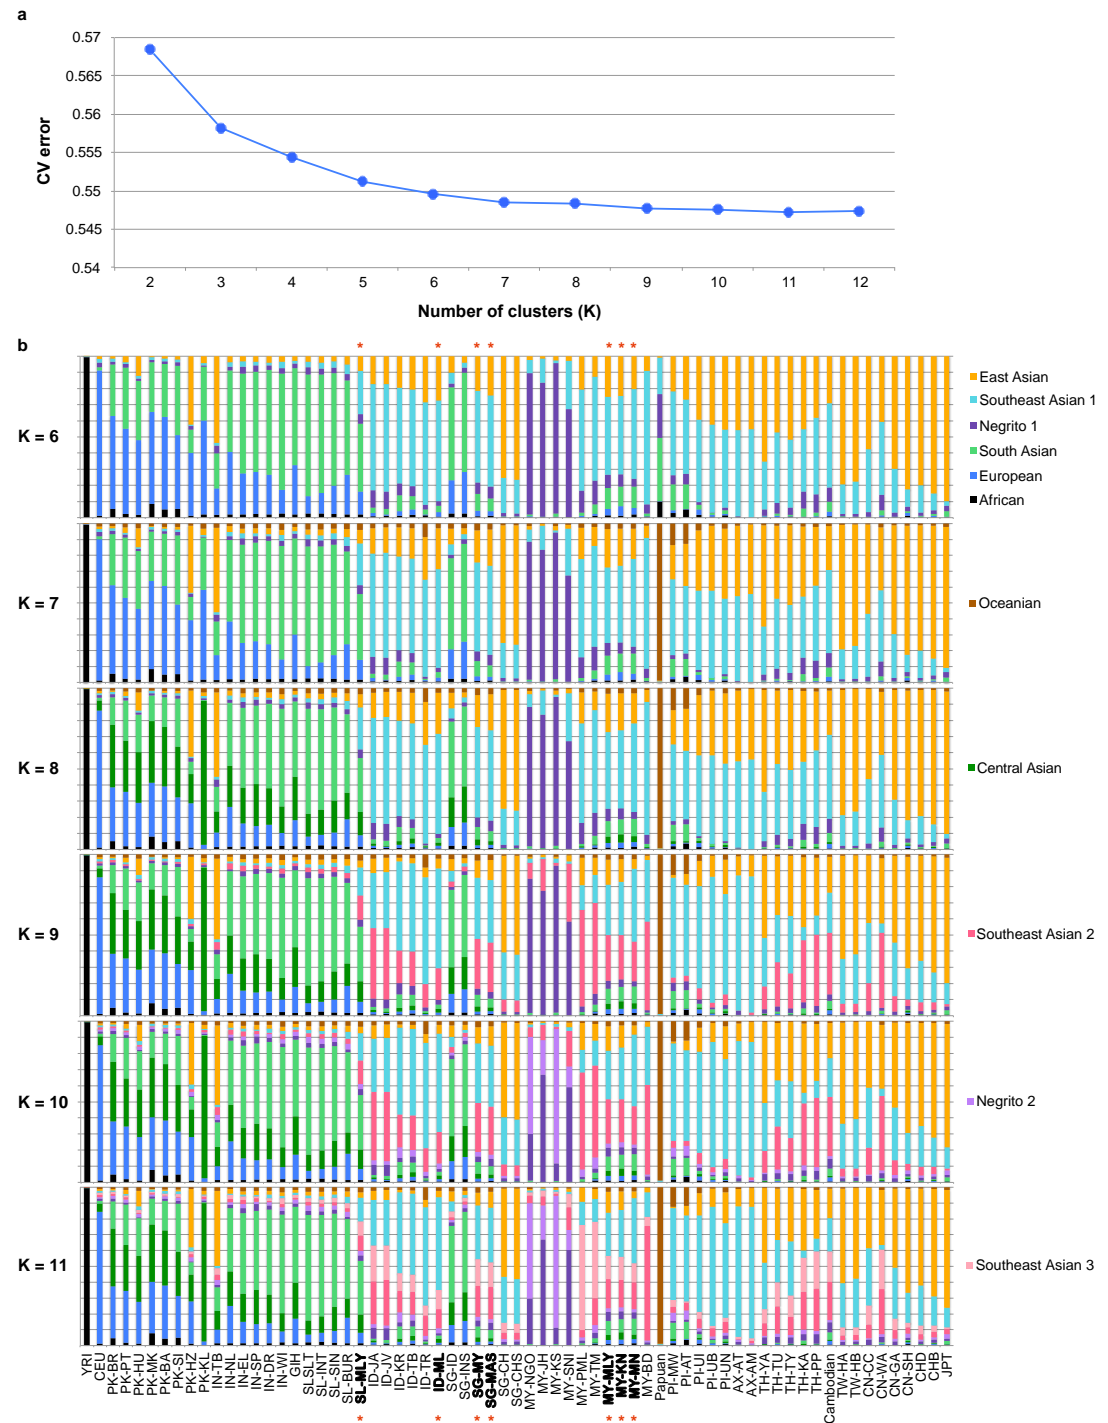 a
0.57
0.565
0.56
0.555
0.55
0.545
0.54
CV error
2 3 4 5 6 7 8 9 10 11 12
Number of clusters (K)
b
* * * * * * *
K = 6
East Asian
Southeast Asian 1
Negrito 1
South Asian
European
African
K = 7
Oceanian
K = 8
Central Asian
K = 9
Southeast Asian 2
K = 10
Negrito 2
K = 11
Southeast Asian 3
YRI
CEU
PK-BR
PK-PT
PK-HU
PK-MK
PK-BA
PK-SI
PK-HZ
PK-KL
IN-TB
IN-NL
IN-EL
IN-SP
IN-DR
IN-WI
GIH
SLSLT
SL-INT
SL-SIN
SL-BUR
SL-MLY
ID-JA
ID-JV
ID-KR
ID-TB
ID-TR
ID-ML
SG-ID
SG-INS
SG-MY
SG-MAS
SG-CH
SG-CHS
MY-NGO
MY-JH
MY-KS
MY-SNI
MY-PML
MY-TM
MY-MLY
MY-KN
MY-MN
MY-BD
Papuan
PI-MW
PI-AT
PI-UI
PI-UB
PI-UN
AX-AT
AX-AM
TH-YA
TH-TU
TH-TY
TH-KA
TH-PP
Cambodian
TW-HA
TW-HB
CN-CC
CN-WA
CN-GA
CN-SH
CHD
CHB
JPT
* * * * * * *